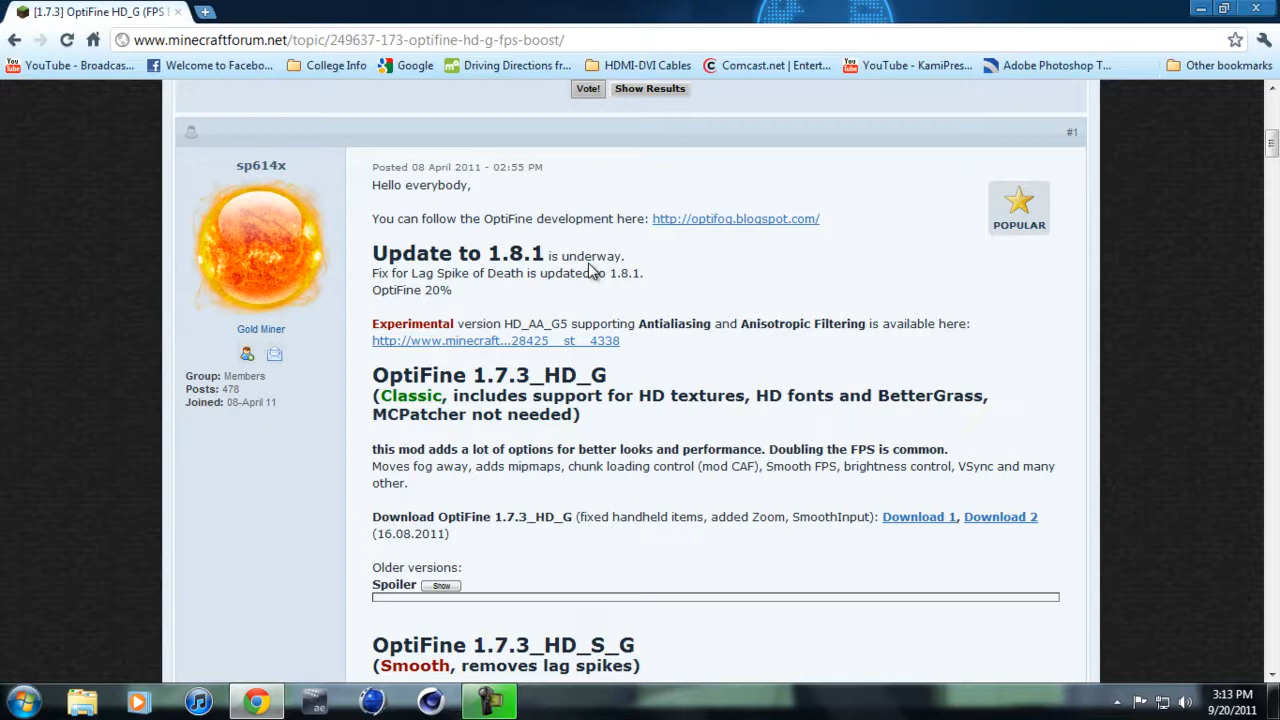 [1.7.3] OptiFine HD_G (FPS
www.minecraftforum.net/topic/249637-173-optifine-hd-g-fps-boost/
YouTube - Broadcas... Welcome to Facebo... College Info Google Driving Directions fr... HDMI-DVI Cables Comcast.net | Entert... YouTube - KamiPres... Adobe Photoshop T... Other bookmarks
Vote! Show Results
#1
sp614x
Gold Miner
Group: Members
Posts: 478
Joined: 08-April 11
Posted 08 April 2011 - 02:55 PM
Hello everybody,
You can follow the OptiFine development here: http://optifog.blogspot.com/
POPULAR
Update to 1.8.1 is underway.
Fix for Lag Spike of Death is updated to 1.8.1.
OptiFine 20%
Experimental version HD_AA_G5 supporting Antialiasing and Anisotropic Filtering is available here:
http://www.minecraft...28425__st__4338
OptiFine 1.7.3_HD_G
(Classic, includes support for HD textures, HD fonts and BetterGrass,
MCPatcher not needed)
this mod adds a lot of options for better looks and performance. Doubling the FPS is common.
Moves fog away, adds mipmaps, chunk loading control (mod CAF), Smooth FPS, brightness control, VSync and many
other.
Download OptiFine 1.7.3_HD_G (fixed handheld items, added Zoom, SmoothInput): Download 1, Download 2
(16.08.2011)
Older versions:
Spoiler Show
OptiFine 1.7.3_HD_S_G
(Smooth, removes lag spikes)
ae
3:13 PM
9/20/2011